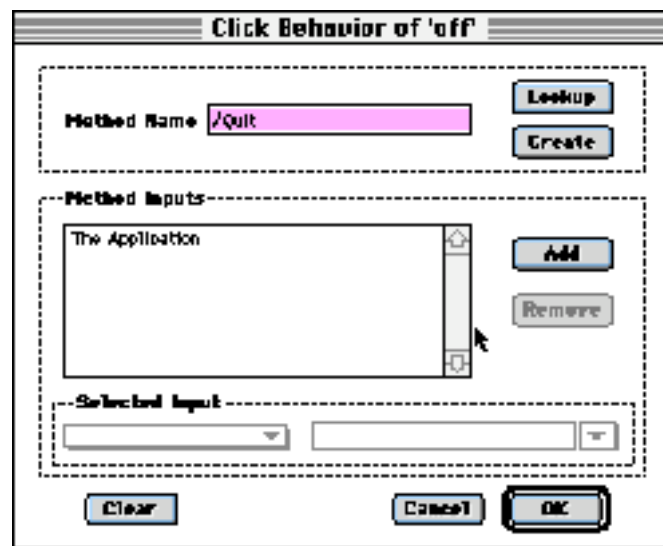 Click Behavior of 'off'
Lookup
Method Name /Quit
Create
Method Inputs
The Application
Add
Remove
Selected Input
Clear Cancel OK